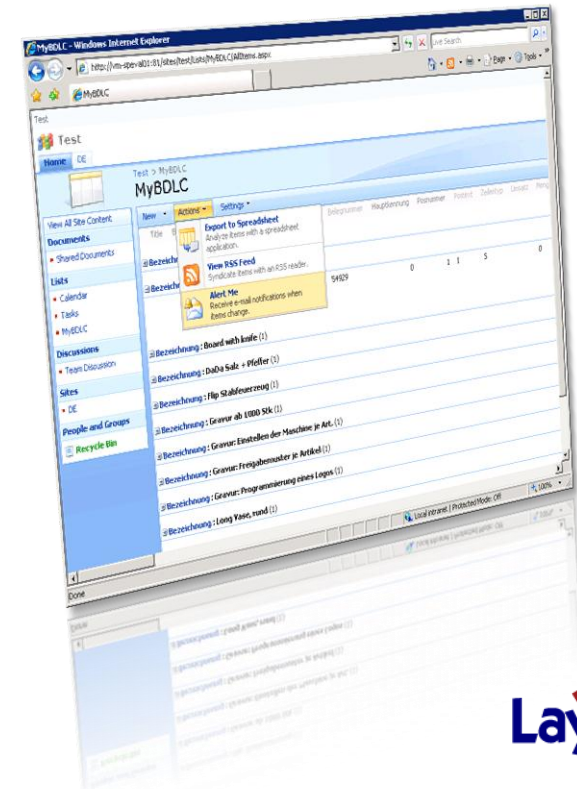 MyBDLC - Windows Internet Explorer
http://vm-spevial01:81/sites/test/Lists/MyBDLC/AllItems.aspx
Live Search
MyBDLC
Page
Tools
Test
Test
Home DE
Test > MyBDLC
MyBDLC
New Actions Settings
View All Site Content
Documents
Shared Documents
Lists
Calendar
Tasks
MyBDLC
Discussions
Team Discussion
Sites
DE
People and Groups
Recycle Bin
Title Belegnummer Hauptkennung Posnummer Postext Zeilentyp Umsatz
Export to Spreadsheet
Analyze items with a spreadsheet
application.
View RSS Feed
Syndicate items with an RSS reader.
Alert Me
Receive e-mail notifications when
items change.
54929 0 1 1 5 0
Bezeichnung : Board with knife (1)
Bezeichnung : DaDa Salz + Pfeffer (1)
Bezeichnung : Flip Stabfeuerzeug (1)
Bezeichnung : Gravur ab 1000 Stk (1)
Bezeichnung : Gravur: Einstellen der Maschine je Art. (1)
Bezeichnung : Gravur: Freigabemuster je Artikel (1)
Bezeichnung : Gravur: Programmierung eines Logos (1)
Bezeichnung : Long Vase, rund (1)
Done
Local intranet | Protected Mode: Off
100%
Lay